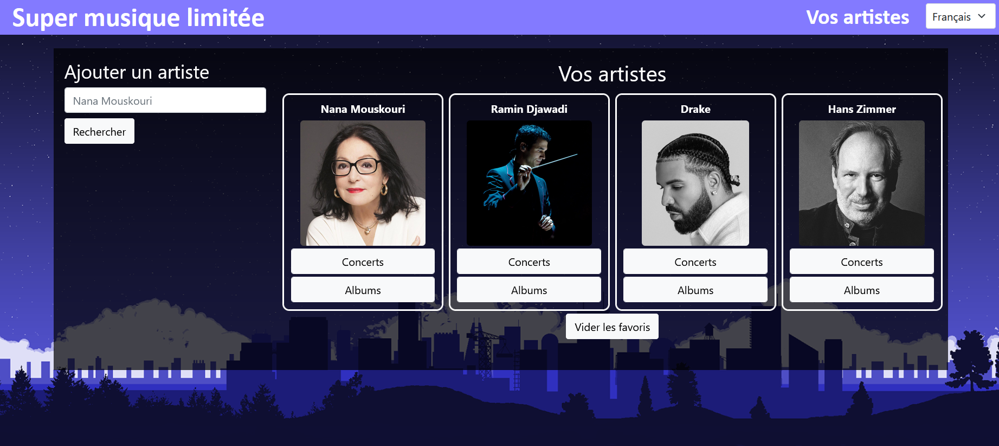 Super musique limitée
Vos artistes
Français
Ajouter un artiste
Nana Mouskouri
Rechercher
Vos artistes
Nana Mouskouri
Concerts
Albums
Ramin Djawadi
Concerts
Albums
Drake
Concerts
Albums
Hans Zimmer
Concerts
Albums
Vider les favoris